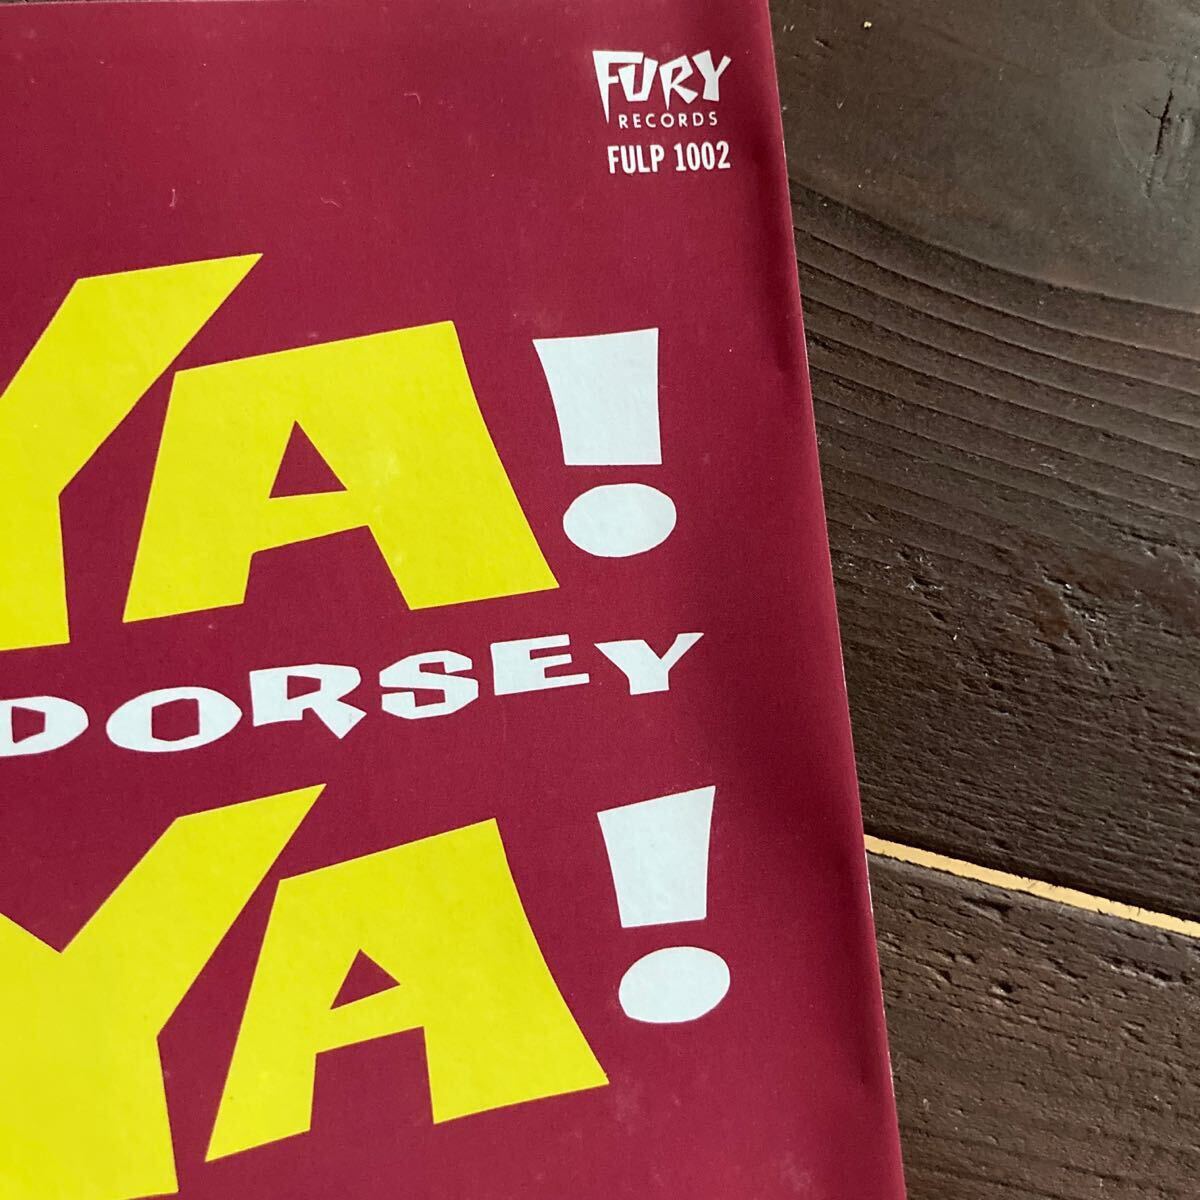 FURY
RECORDS
FULP 1002
YA!
DORSEY
YA!